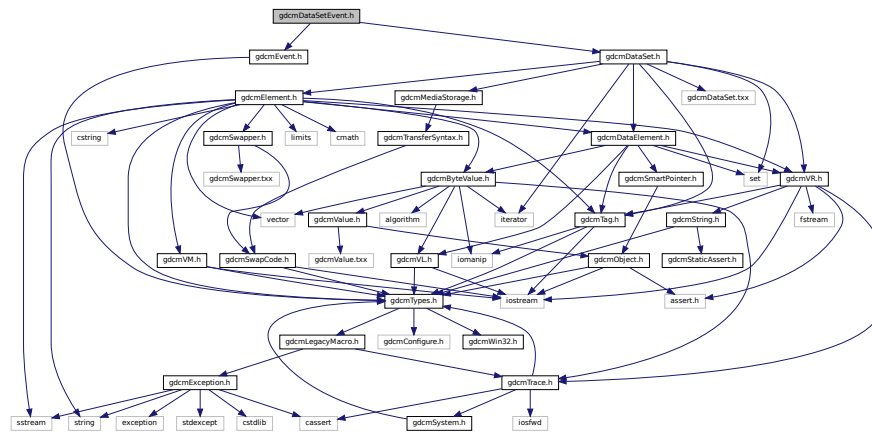 gdcmDataSetEvent.h
gdcmEvent.h
gdcmDataSet.h
gdcmElement.h
gdcmMediaStorage.h
gdcmDataSet.txx
cstring
gdcmSwapper.h
limits
cmath
gdcmTransferSyntax.h
gdcmDataElement.h
gdcmSwapper.txx
gdcmByteValue.h
gdcmSmartPointer.h
set
gdcmVR.h
vector
gdcmValue.h
algorithm
iterator
gdcmTag.h
gdcmString.h
fstream
gdcmVM.h
gdcmSwapCode.h
gdcmValue.txx
gdcmVL.h
iomanip
gdcmObject.h
gdcmStaticAssert.h
gdcmTypes.h
iostream
assert.h
gdcmLegacyMacro.h
gdcmConfigure.h
gdcmWin32.h
gdcmException.h
gdcmTrace.h
sstream
string
exception
stdexcept
cstdlib
cassert
gdcmSystem.h
iosfwd